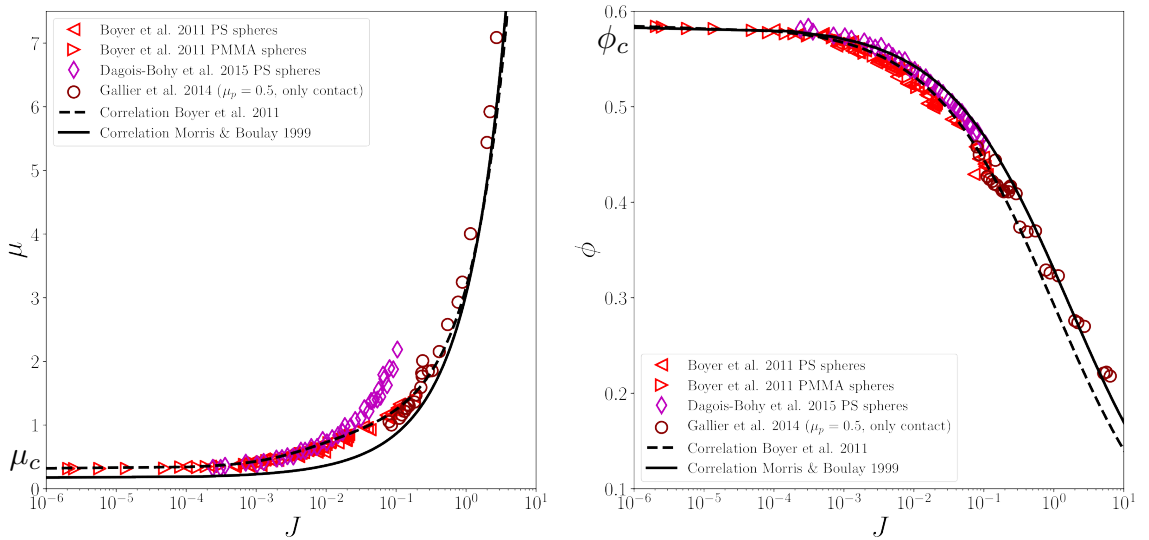 7
6
5
4
3
2
1
0
μ
μ_c
10⁻⁶ 10⁻⁵ 10⁻⁴ 10⁻³ 10⁻² 10⁻¹ 10⁰ 10¹
J
Boyer et al. 2011 PS spheres
Boyer et al. 2011 PMMA spheres
Dagois-Bohy et al. 2015 PS spheres
Gallier et al. 2014 (μ_p = 0.5, only contact)
Correlation Boyer et al. 2011
Correlation Morris & Boulay 1999
0.6
ϕ_c
0.5
0.4
0.3
0.2
0.1
ϕ
Boyer et al. 2011 PS spheres
Boyer et al. 2011 PMMA spheres
Dagois-Bohy et al. 2015 PS spheres
Gallier et al. 2014 (μ_p = 0.5, only contact)
Correlation Boyer et al. 2011
Correlation Morris & Boulay 1999
10⁻⁶ 10⁻⁵ 10⁻⁴ 10⁻³ 10⁻² 10⁻¹ 10⁰ 10¹
J